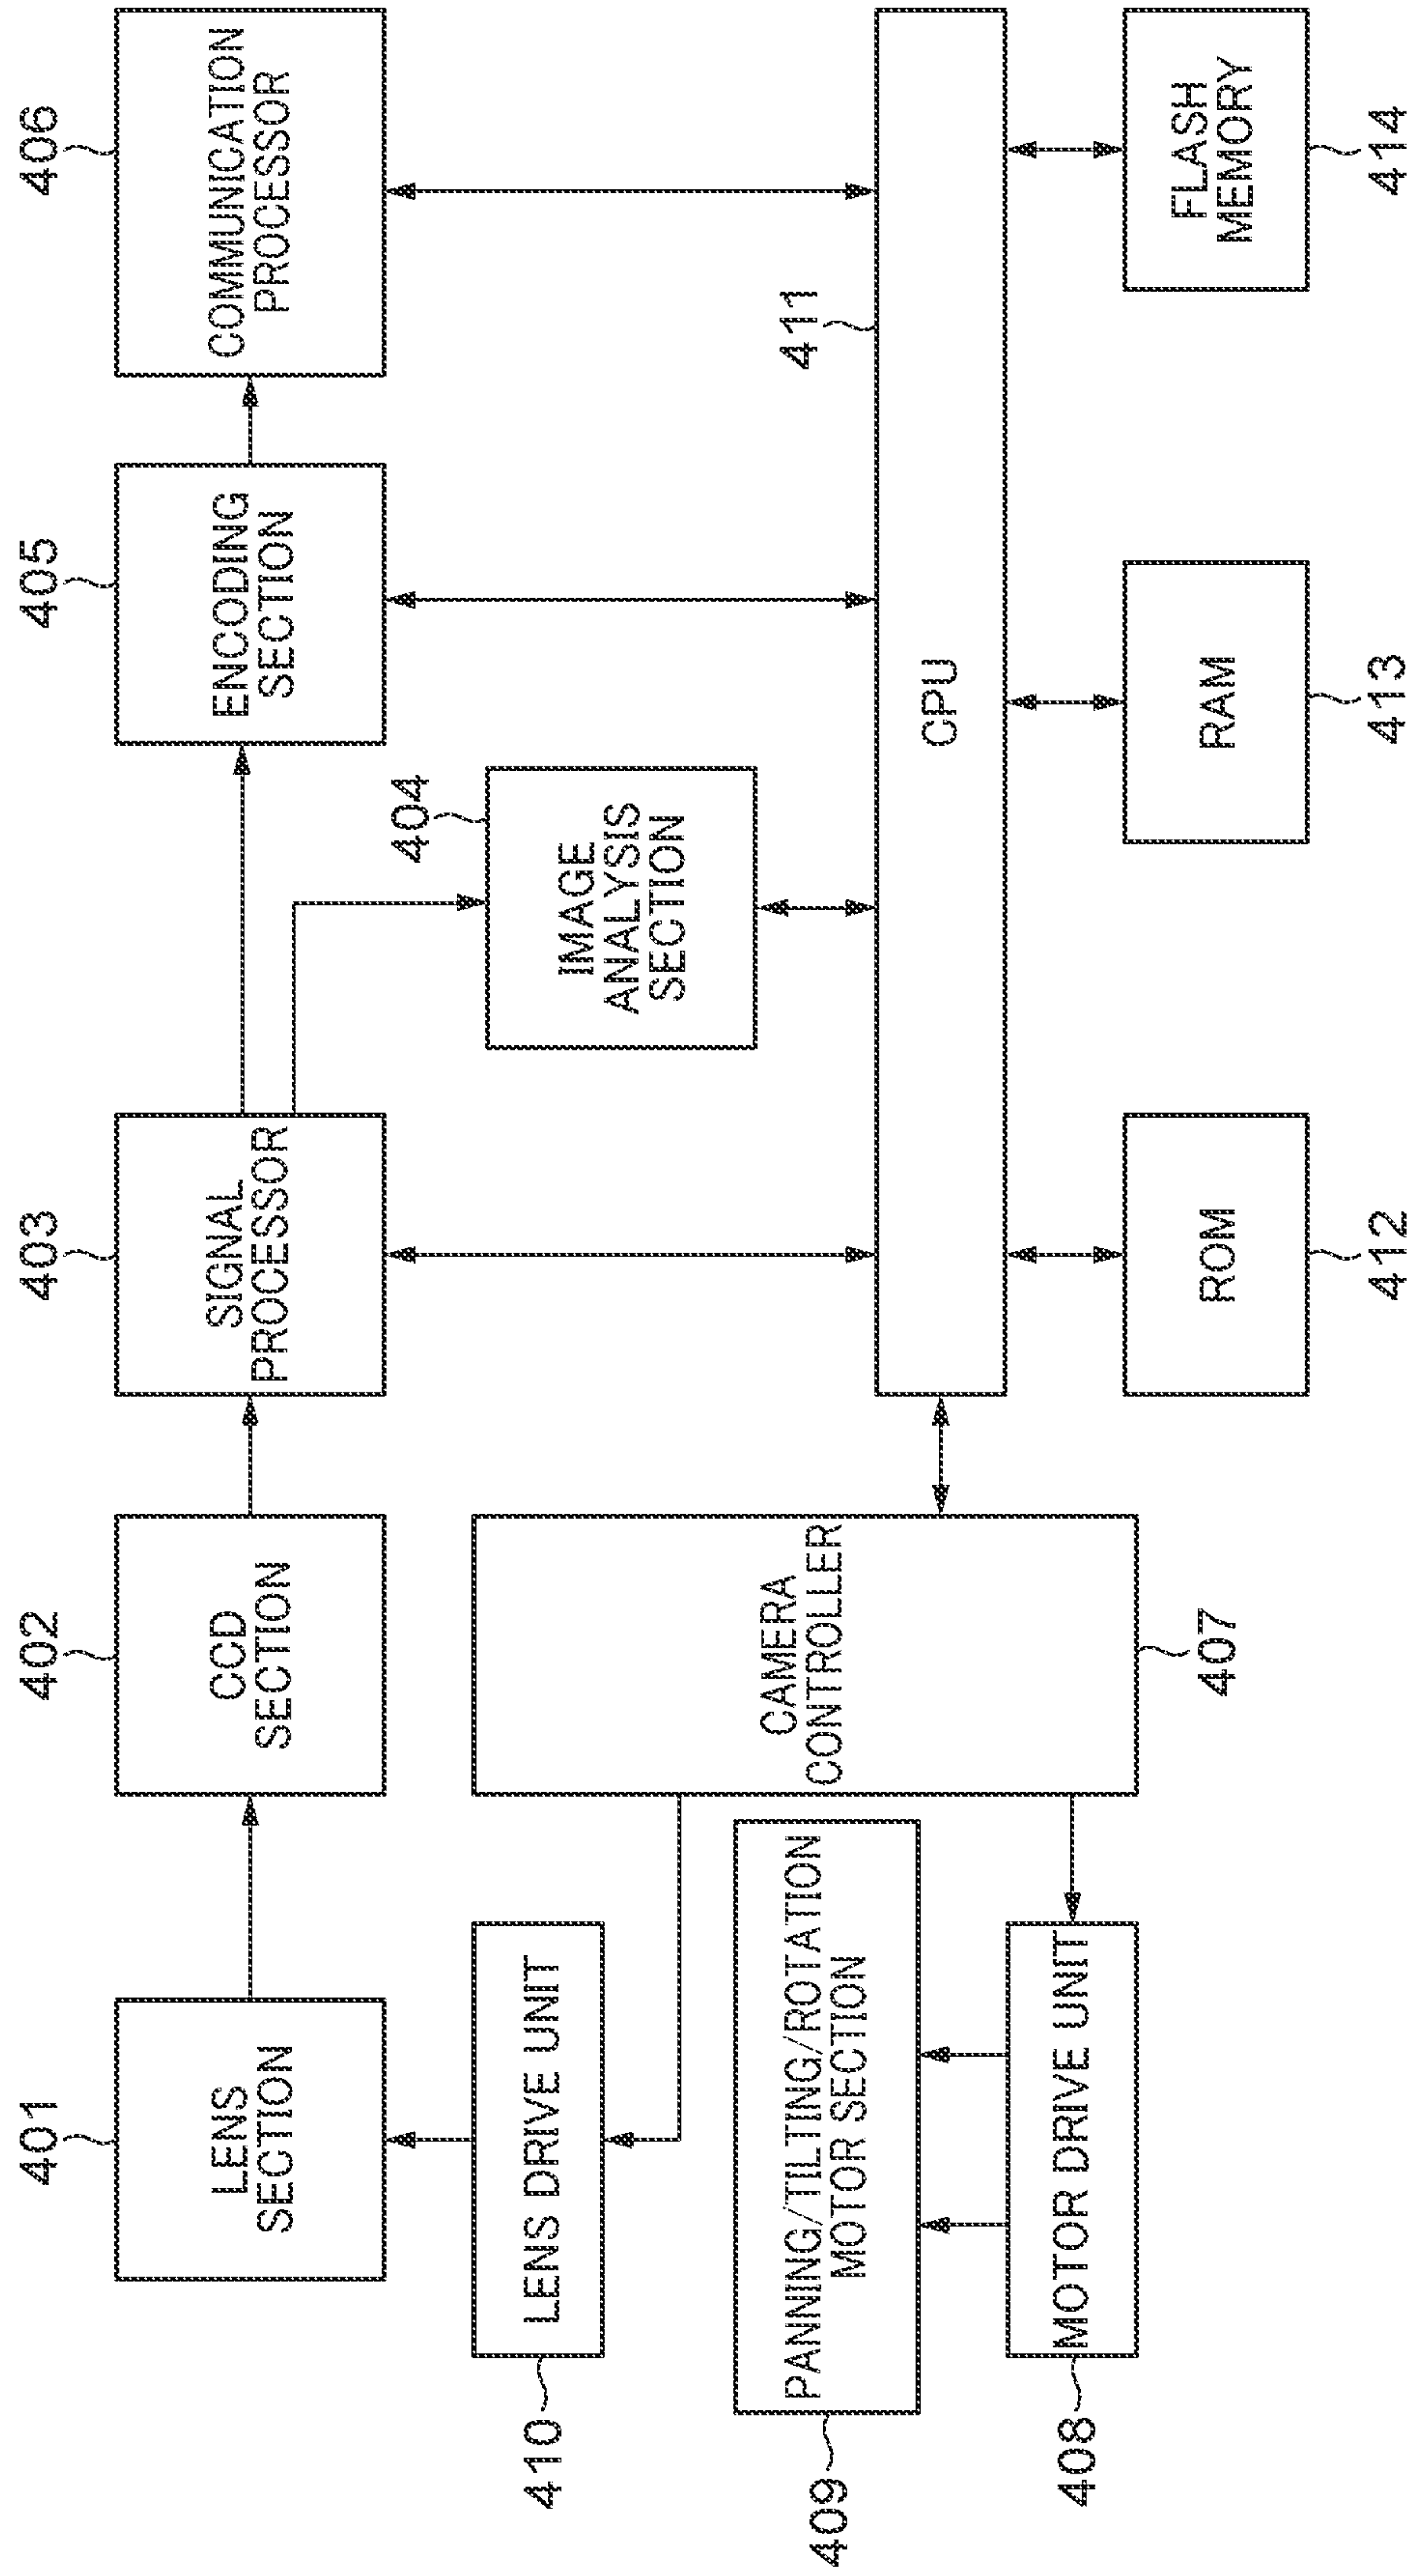 401
LENS
SECTION
402
CCD
SECTION
403
SIGNAL
PROCESSOR
405
ENCODING
SECTION
406
COMMUNICATION
PROCESSOR
404
IMAGE
ANALYSIS
SECTION
410
LENS DRIVE UNIT
409
PANNING/TILTING/ROTATION
MOTOR SECTION
408
MOTOR DRIVE UNIT
CAMERA
CONTROLLER
407
411
CPU
ROM
412
RAM
413
FLASH
MEMORY
414